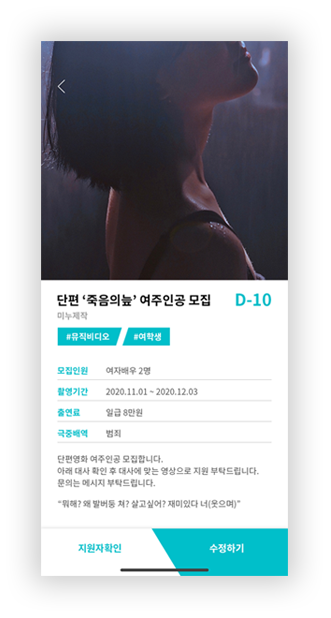 단편 ‘죽음의늪’ 여주인공 모집
D-10
미누제작
#뮤직비디오 #여학생
모집인원 여자배우 2명
촬영기간 2020.11.01 ~ 2020.12.03
출연료 일급 8만원
극중배역 범죄
단편영화 여주인공 모집합니다.
아래 대사 확인 후 대사에 맞는 영상으로 지원 부탁드립니다.
문의는 메시지 부탁드립니다.
“뭐해? 왜 발버둥 쳐? 살고싶어? 재미있다 너(웃으며)”
지원자확인 수정하기